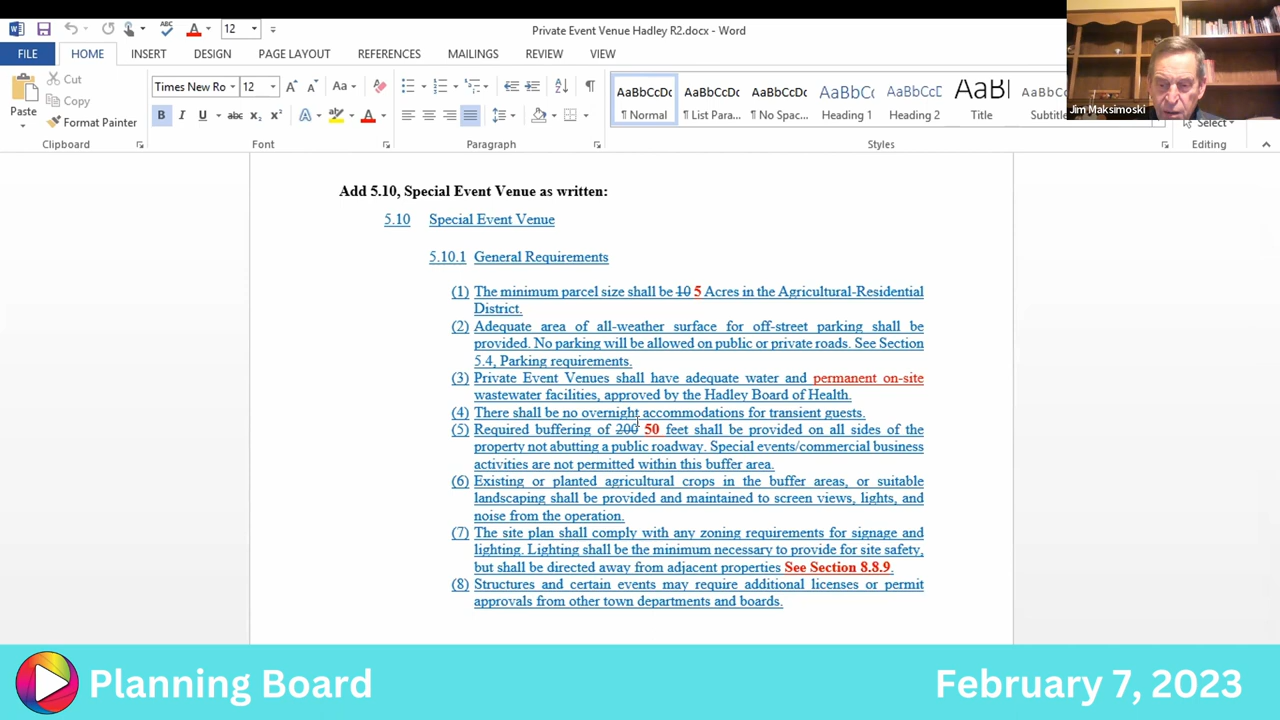 12
Private Event Venue Hadley R2.docx - Word
FILE HOME INSERT DESIGN PAGE LAYOUT REFERENCES MAILINGS REVIEW VIEW
Jim Maksimoski
Paste
Cut
Copy
Format Painter
Times New Ro 12
Clipboard Font Paragraph Styles Editing
AaBbCcDc AaBbCcDc AaBbCcDc AaBbC( AaBbCcD AaBl AaBbCcD
¶ Normal ¶ List Para... ¶ No Spac... Heading 1 Heading 2 Title Subtitle
Select
Add 5.10, Special Event Venue as written:
5.10 Special Event Venue
5.10.1 General Requirements
(1) The minimum parcel size shall be 10 5 Acres in the Agricultural-Residential
District.
(2) Adequate area of all-weather surface for off-street parking shall be
provided. No parking will be allowed on public or private roads. See Section
5.4, Parking requirements.
(3) Private Event Venues shall have adequate water and permanent on-site
wastewater facilities, approved by the Hadley Board of Health.
(4) There shall be no overnight accommodations for transient guests.
(5) Required buffering of 200 50 feet shall be provided on all sides of the
property not abutting a public roadway. Special events/commercial business
activities are not permitted within this buffer area.
(6) Existing or planted agricultural crops in the buffer areas, or suitable
landscaping shall be provided and maintained to screen views, lights, and
noise from the operation.
(7) The site plan shall comply with any zoning requirements for signage and
lighting. Lighting shall be the minimum necessary to provide for site safety,
but shall be directed away from adjacent properties See Section 8.8.9.
(8) Structures and certain events may require additional licenses or permit
approvals from other town departments and boards.
Planning Board February 7, 2023